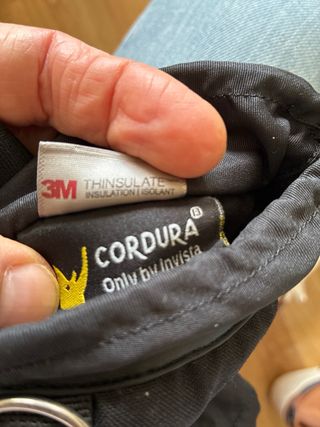 3M THINSULATE
INSULATION | ISOLANT
CORDURA®
Only by Invista